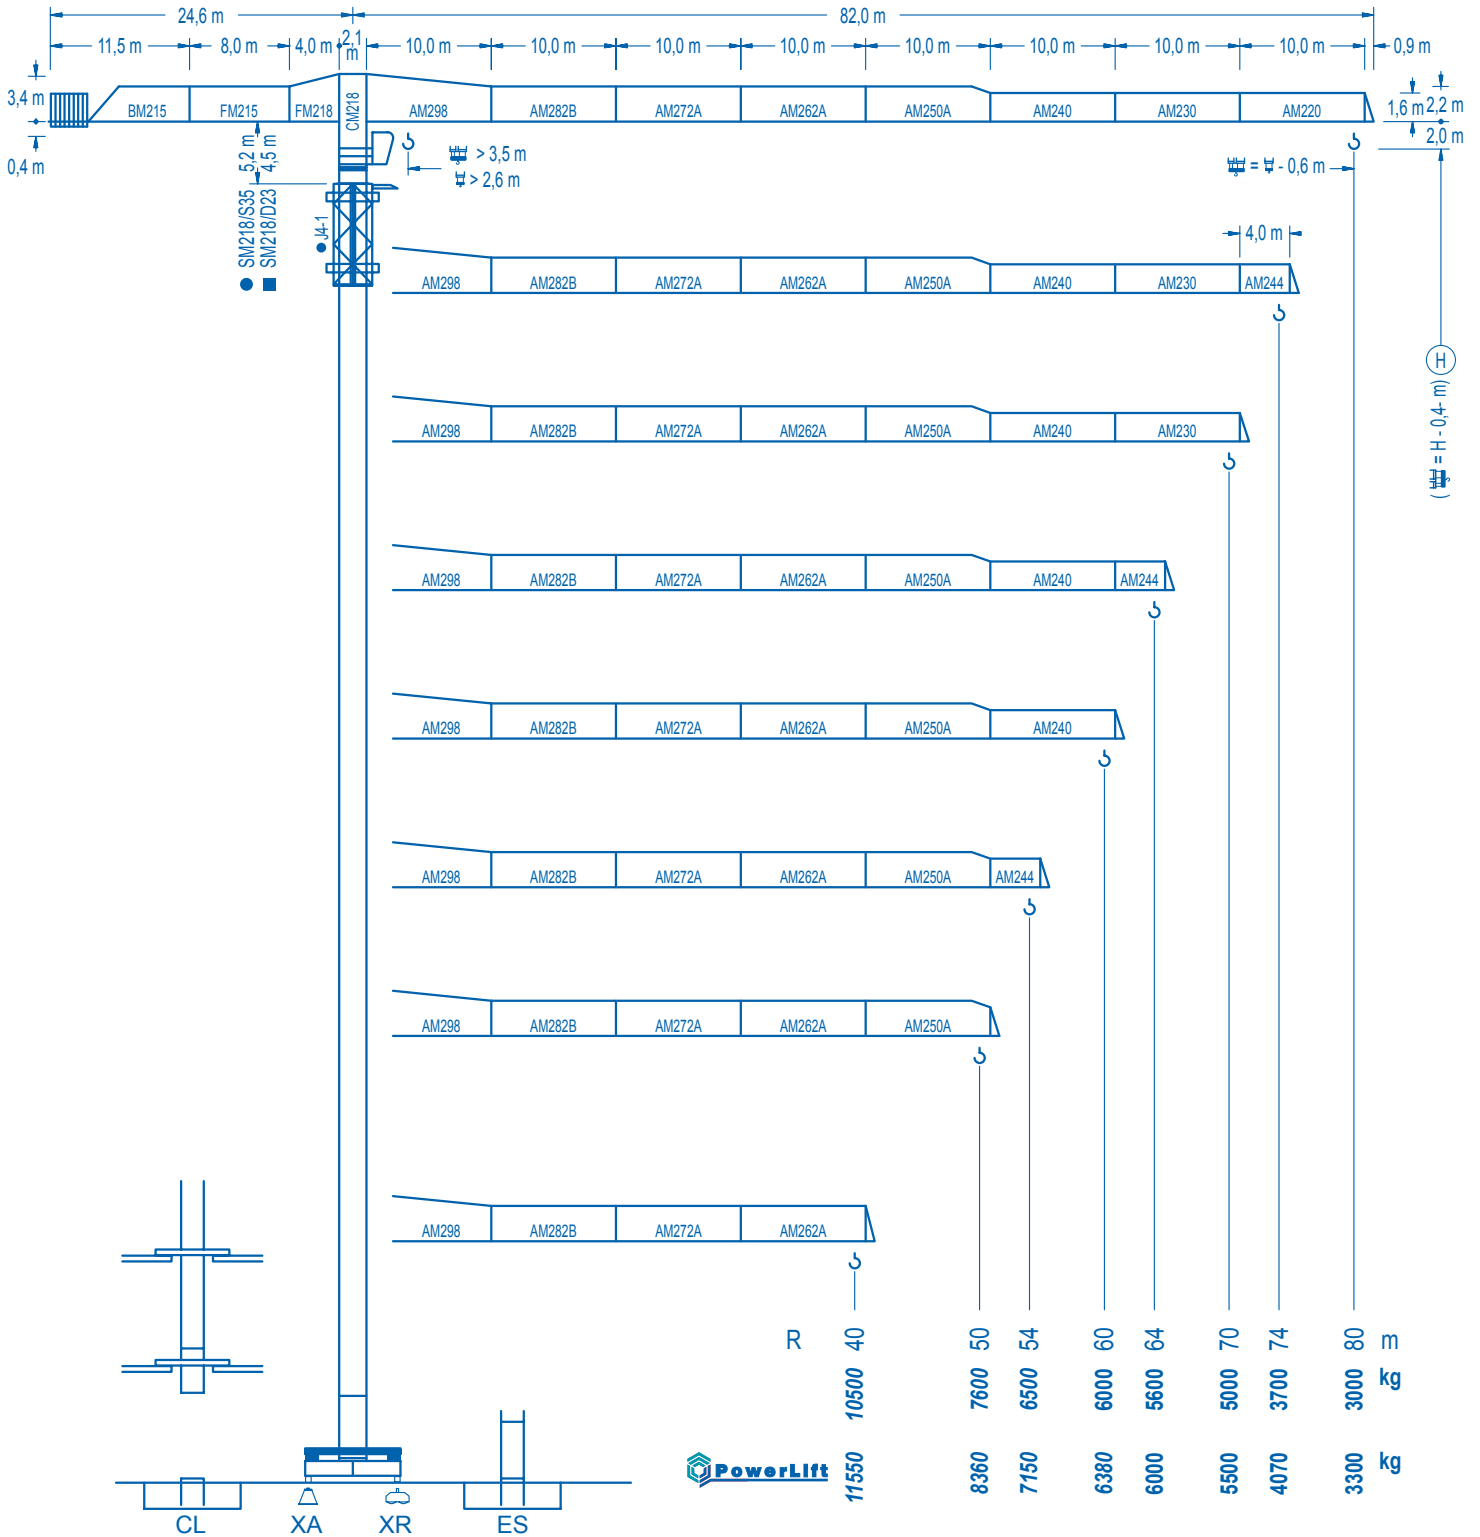 24,6 m 82,0 m
11,5 m 8,0 m 4,0 m 2,1 m 10,0 m 10,0 m 10,0 m 10,0 m 10,0 m 10,0 m 10,0 m 10,0 m 0,9 m
3,4 m
0,4 m
BM215 FM215 FM218 CM218 AM298 AM282B AM272A AM262A AM250A AM240 AM230 AM220
1,6 m 2,2 m
2,0 m
5,2 m
4,5 m
> 3,5 m
> 2,6 m
= - 0,6 m
SM218/S35
SM218/D23
J4-1
4,0 m
AM298 AM282B AM272A AM262A AM250A AM240 AM230 AM244
H
( = H - 0,4- m)
AM298 AM282B AM272A AM262A AM250A AM240 AM230
AM298 AM282B AM272A AM262A AM250A AM240 AM244
AM298 AM282B AM272A AM262A AM250A AM240
AM298 AM282B AM272A AM262A AM250A AM244
AM298 AM282B AM272A AM262A AM250A
AM298 AM282B AM272A AM262A
R 40 50 54 60 64 70 74 80 m
10500 7600 6500 6000 5600 5000 3700 3000 kg
PowerLift
11550 8360 7150 6380 6000 5500 4070 3300 kg
CL XA XR ES